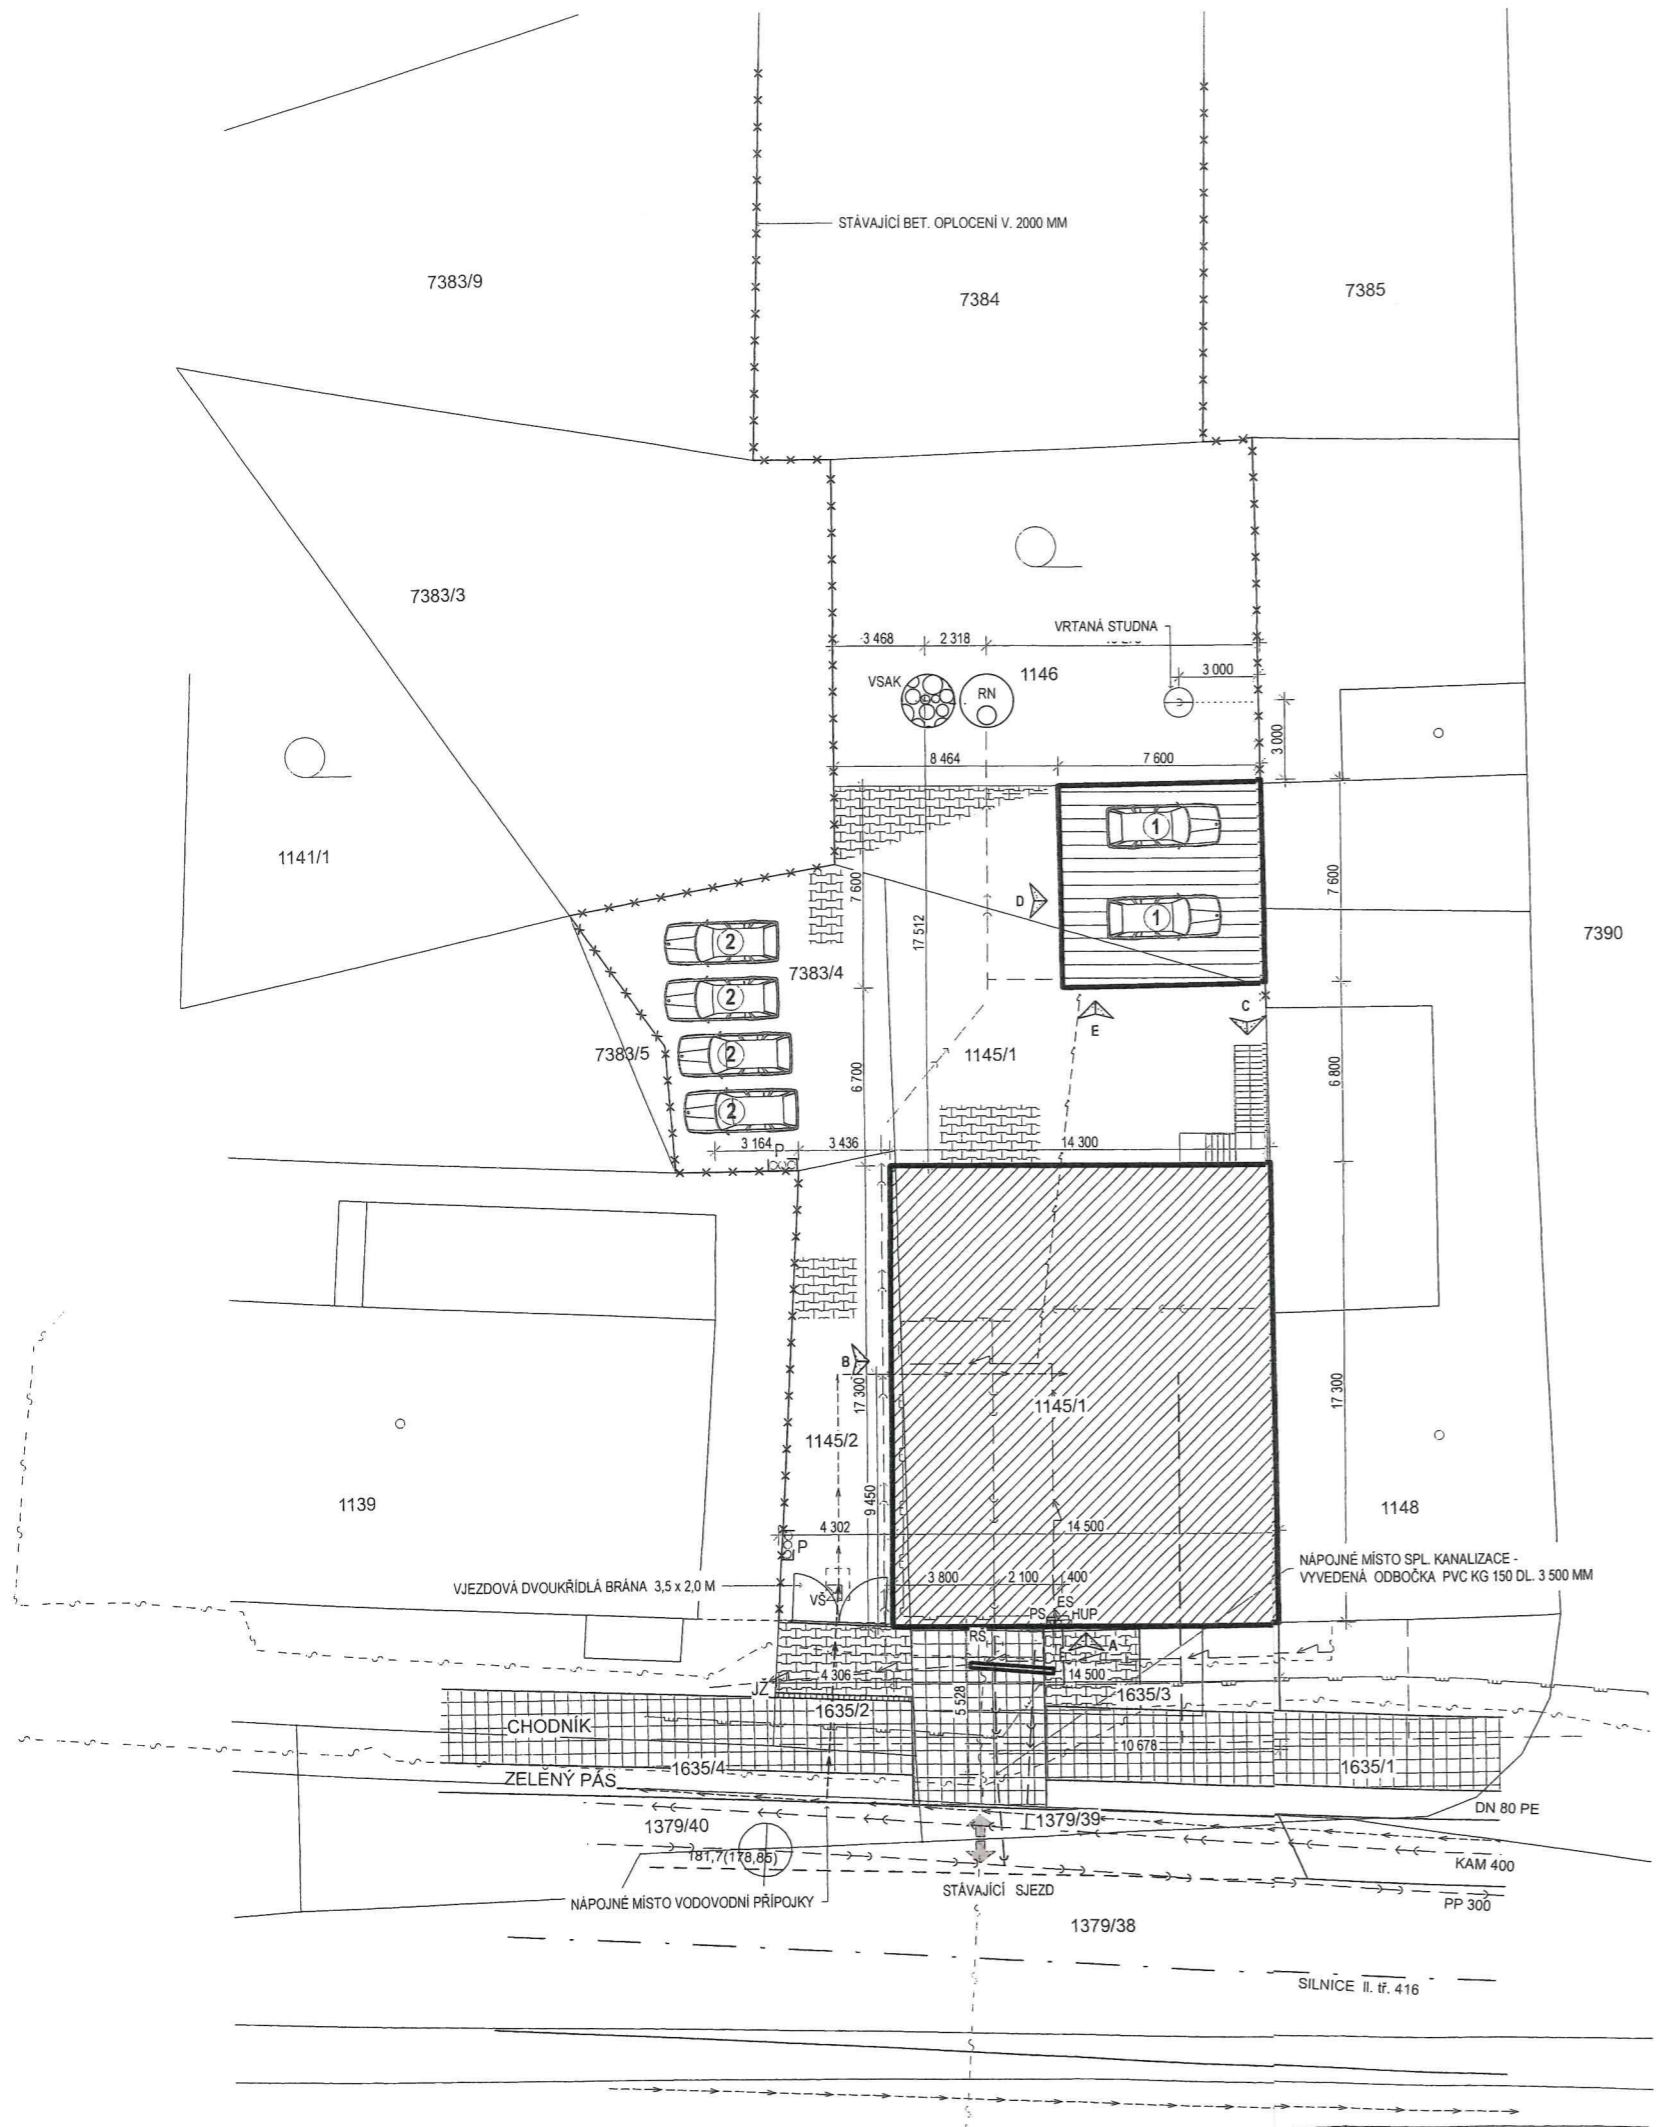 STÁVAJÍCÍ BET. OPLOCENÍ V. 2000 MM
7383/9
7384
7385
7383/3
VRTANÁ STUDNA
3 468
2 318
3 000
1146
VSAK
RN
3 000
8 464
7 600
1
1141/1
7 600
7 600
1
D
7390
17 512
2
7383/4
2
C
E
7383/5
2
1145/1
6 700
6 800
2
3 164
3 436
14 300
P
B
17 300
17 300
1145/1
1145/2
9 450
1139
1148
4 302
14 500
P
NÁPOJNÉ MÍSTO SPL. KANALIZACE -
VYVEDENÁ ODBOČKA PVC KG 150 DL. 3 500 MM
VJEZDOVÁ DVOUKŘÍDLÁ BRÁNA 3,5 x 2,0 M
VŠ
3 800
2 100
400
ES
PS
HUP
RŠ
A
4 306
14 500
JŽ
1635/3
1635/2
5 528
CHODNÍK
10 678
1635/4
1635/1
ZELENÝ PÁS
DN 80 PE
1379/40
1379/39
181,7(178,85)
KAM 400
STÁVAJÍCÍ SJEZD
NÁPOJNÉ MÍSTO VODOVODNÍ PŘÍPOJKY
PP 300
1379/38
SILNICE II. tř. 416